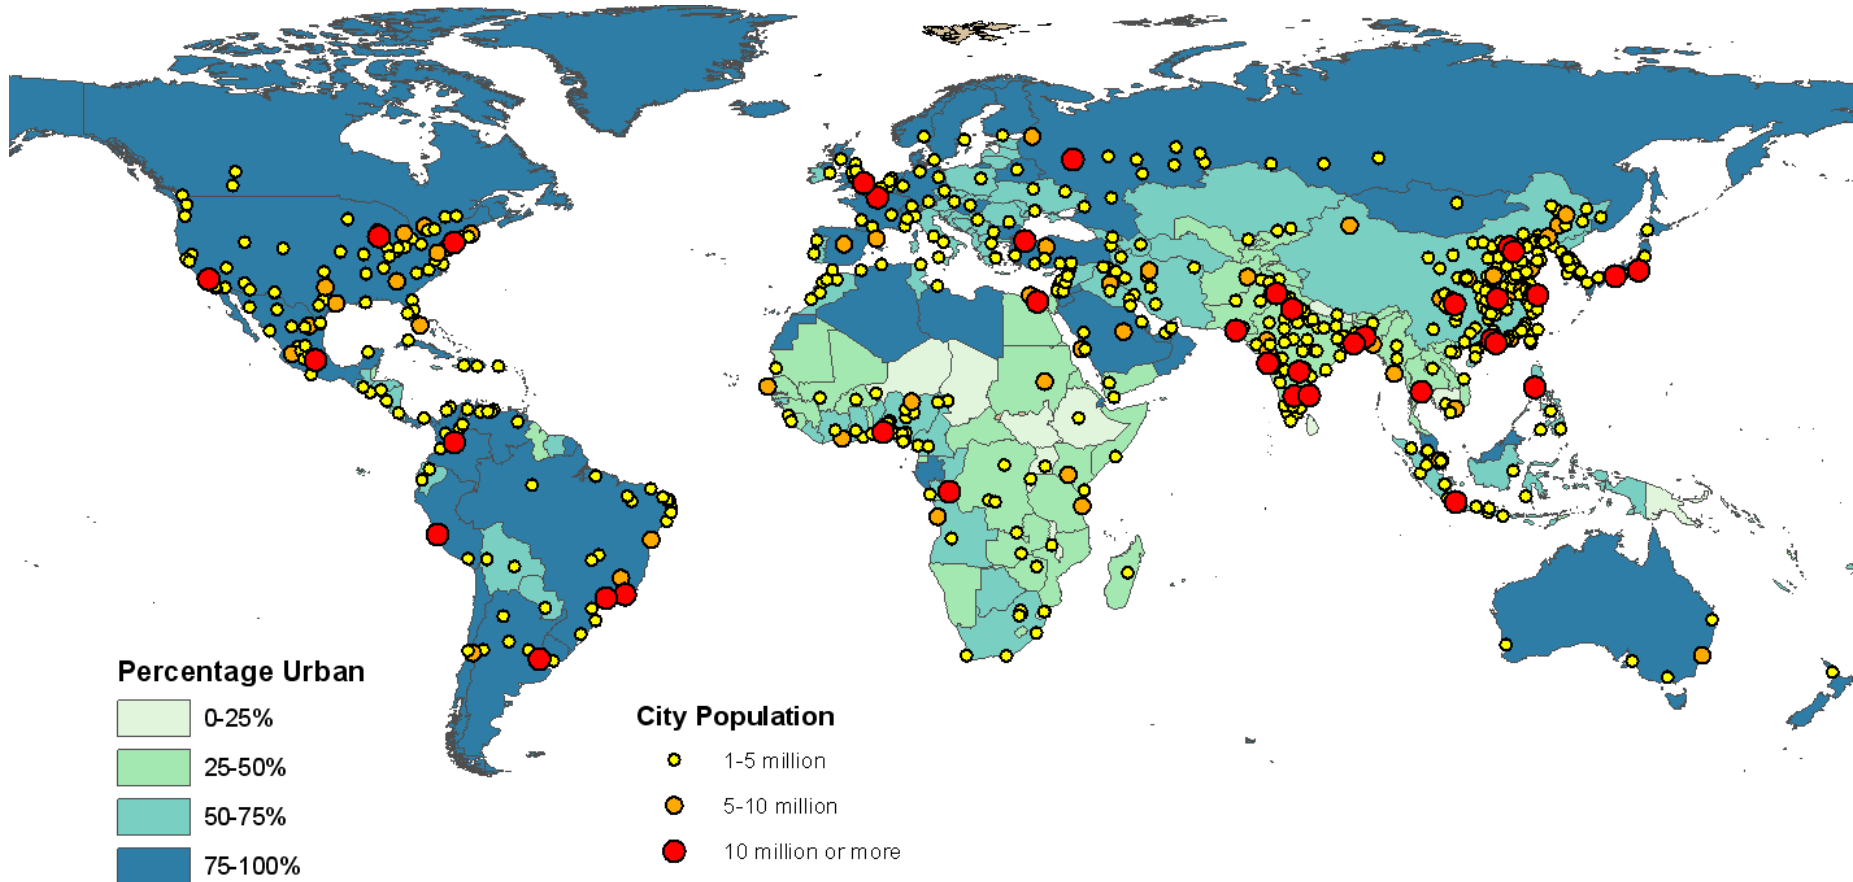 Percentage Urban
0-25%
25-50%
50-75%
75-100%
City Population
1-5 million
5-10 million
10 million or more